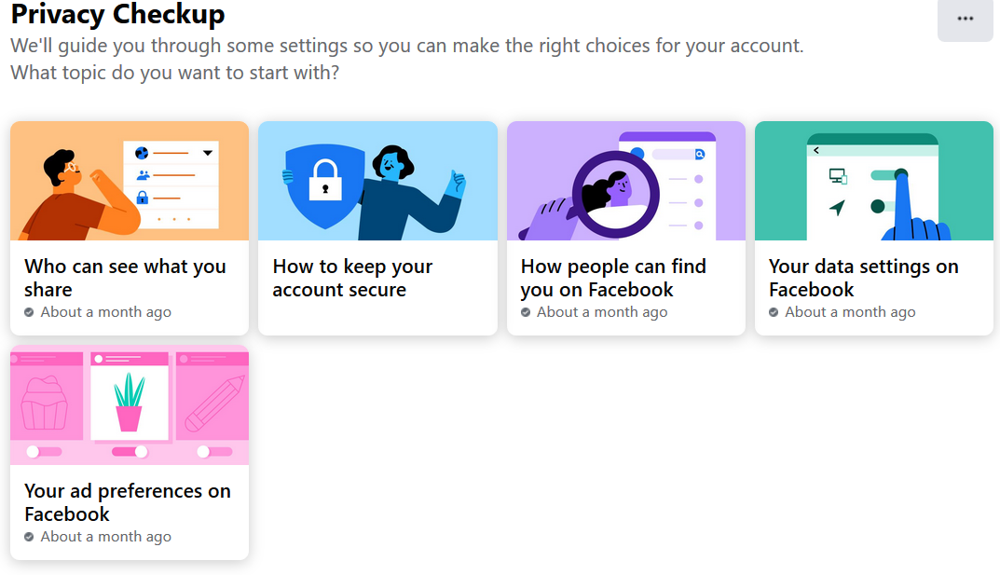 Privacy Checkup
We'll guide you through some settings so you can make the right choices for your account.
What topic do you want to start with?
Who can see what you
share
About a month ago
How to keep your
account secure
How people can find
you on Facebook
About a month ago
Your data settings on
Facebook
About a month ago
Your ad preferences on
Facebook
About a month ago